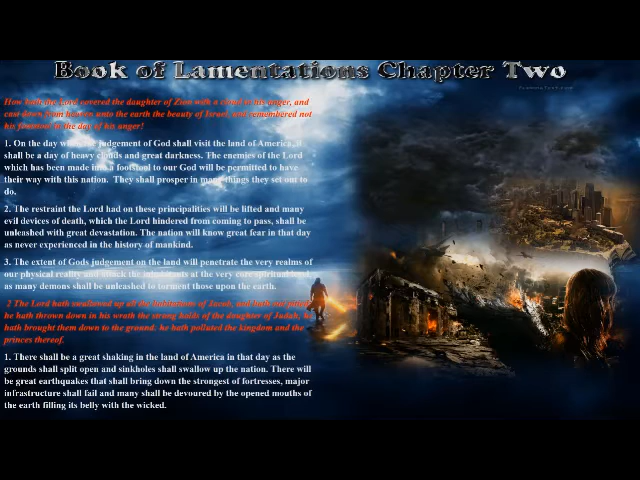 Book of Lamentations Chapter Two
How hath the Lord covered the daughter of Zion with a cloud in his anger, and
cast down from heaven unto the earth the beauty of Israel, and remembered not
his footstool in the day of his anger!
1. On the day when the judgement of God shall visit the land of America, it
shall be a day of heavy clouds and great darkness. The enemies of the Lord
which has been made into a footstool to our God will be permitted to have
their way with this nation. They shall prosper in many things they set out to
do.
2. The restraint the Lord had on these principalities will be lifted and many
evil devices of death, which the Lord hindered from coming to pass, shall be
unleashed with great devastation. The nation will know great fear in that day
as never experienced in the history of mankind.
3. The extent of Gods judgement on the land will penetrate the very realms of
our physical reality and attack the inhabitants at the very core spiritual
as many demons shall be unleashed to torment those upon the earth.
2 The Lord hath swallowed up all the habitations of Jacob, and hath not pitied:
he hath thrown down in his wrath the strong holds of the daughter of Judah; he
hath brought them down to the ground: he hath polluted the kingdom and the
princes thereof.
1. There shall be a great shaking in the land of America in that day as the
grounds shall split open and sinkholes shall swallow up the nation. There will
be great earthquakes that shall bring down the strongest of fortresses, major
infrastructure shall fail and many shall be devoured by the opened mouths of
the earth filling its belly with the wicked.